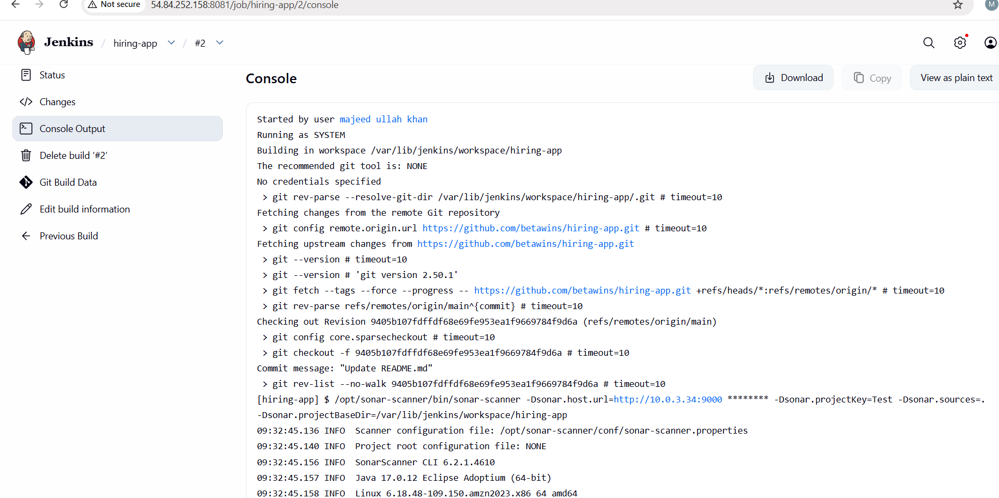 Not secure 54.84.252.158:8081/job/hiring-app/2/console M
Jenkins / hiring-app / #2
Status
Changes
Console Output
Delete build ‘#2’
Git Build Data
Edit build information
Previous Build
Console
Download
Copy
View as plain text
Started by user majeed ullah khan
Running as SYSTEM
Building in workspace /var/lib/jenkins/workspace/hiring-app
The recommended git tool is: NONE
No credentials specified
> git rev-parse --resolve-git-dir /var/lib/jenkins/workspace/hiring-app/.git # timeout=10
Fetching changes from the remote Git repository
> git config remote.origin.url https://github.com/betawins/hiring-app.git # timeout=10
Fetching upstream changes from https://github.com/betawins/hiring-app.git
> git --version # timeout=10
> git --version # 'git version 2.50.1'
> git fetch --tags --force --progress -- https://github.com/betawins/hiring-app.git +refs/heads/*:refs/remotes/origin/* # timeout=10
> git rev-parse refs/remotes/origin/main^{commit} # timeout=10
Checking out Revision 9405b107fdffdf68e69fe953ea1f9669784f9d6a (refs/remotes/origin/main)
> git config core.sparsecheckout # timeout=10
> git checkout -f 9405b107fdffdf68e69fe953ea1f9669784f9d6a # timeout=10
Commit message: "Update README.md"
> git rev-list --no-walk 9405b107fdffdf68e69fe953ea1f9669784f9d6a # timeout=10
[hiring-app] $ /opt/sonar-scanner/bin/sonar-scanner -Dsonar.host.url=http://10.0.3.34:9000 ******** -Dsonar.projectKey=Test -Dsonar.sources=.
-Dsonar.projectBaseDir=/var/lib/jenkins/workspace/hiring-app
09:32:45.136 INFO  Scanner configuration file: /opt/sonar-scanner/conf/sonar-scanner.properties
09:32:45.140 INFO  Project root configuration file: NONE
09:32:45.156 INFO  SonarScanner CLI 6.2.1.4610
09:32:45.157 INFO  Java 17.0.12 Eclipse Adoptium (64-bit)
09:32:45.158 INFO  Linux 6.18.48-109.150.amzn2023.x86_64 amd64